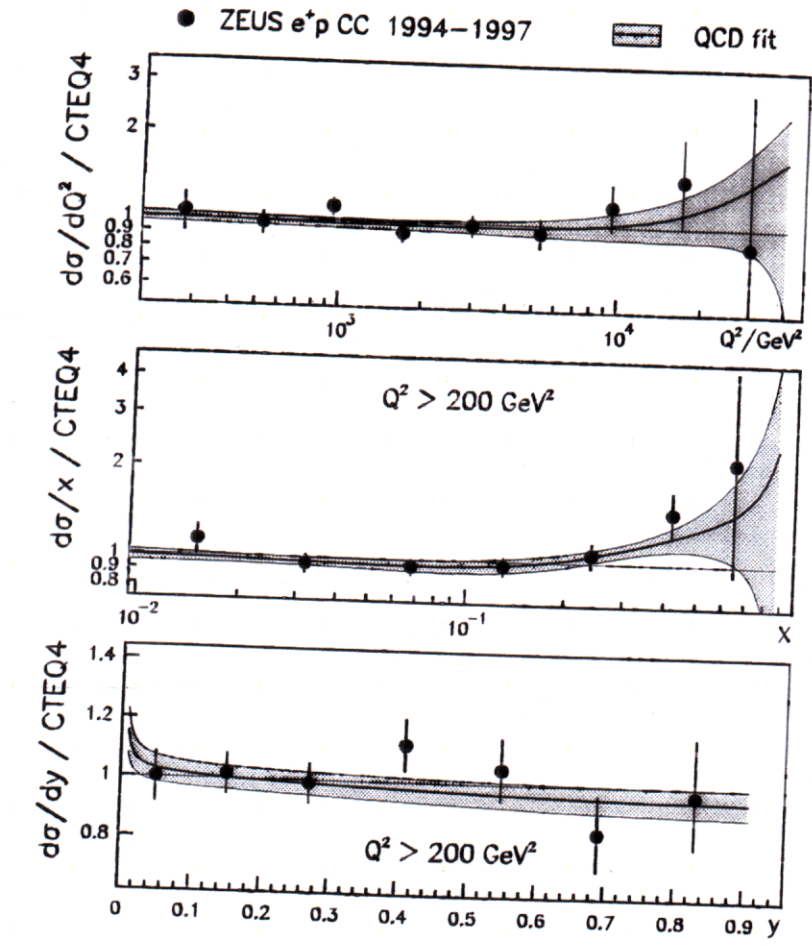 ZEUS e⁺p CC 1994–1997
QCD fit
dσ/dQ² / CTEQ4
3
2
1
0.9
0.8
0.7
0.6
10³
10⁴
Q²/GeV²
dσ/x / CTEQ4
Q² > 200 GeV²
4
3
2
1
0.9
0.8
10⁻²
10⁻¹
X
dσ/dy / CTEQ4
1.4
1.2
1
0.8
Q² > 200 GeV²
0 0.1 0.2 0.3 0.4 0.5 0.6 0.7 0.8 0.9 y